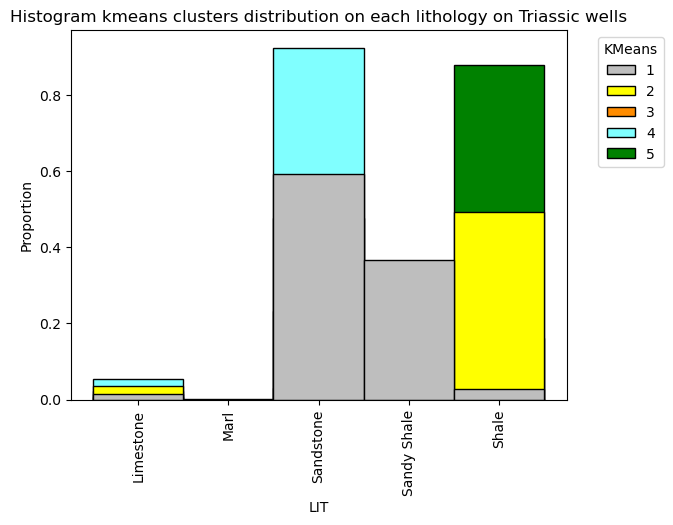 Histogram kmeans clusters distribution on each lithology on Triassic wells
KMeans
1
2
3
4
5
Proportion
0.8
0.6
0.4
0.2
0.0
Limestone
Marl
Sandstone
Sandy Shale
Shale
LIT